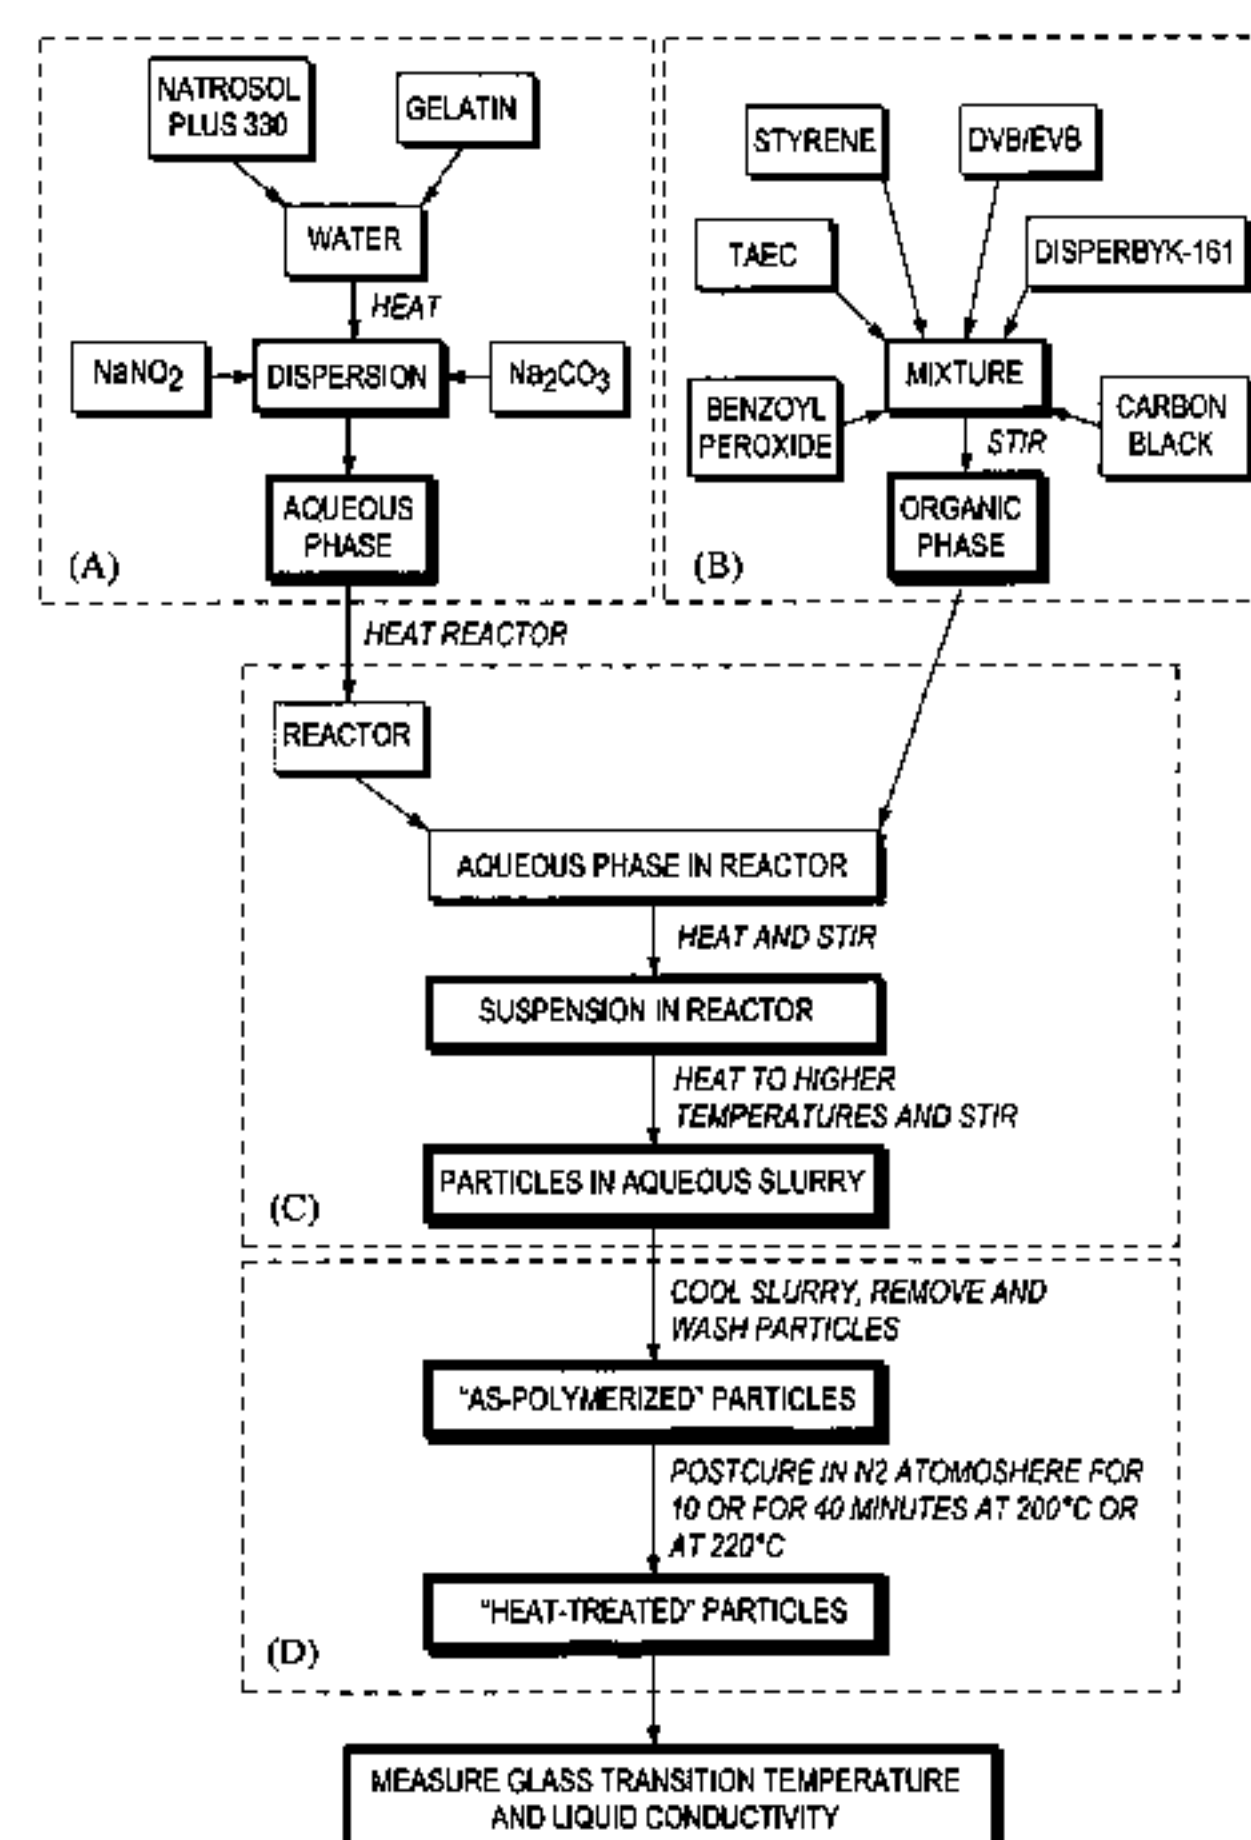 NATROSOL
PLUS 330
GELATIN
WATER
HEAT
NaNO2
DISPERSION
Na2CO3
AQUEOUS
PHASE
(A)
STYRENE
DVB/EVB
TAEC
DISPERBYK-161
MIXTURE
BENZOYL
PEROXIDE
CARBON
BLACK
STIR
ORGANIC
PHASE
(B)
HEAT REACTOR
REACTOR
AQUEOUS PHASE IN REACTOR
HEAT AND STIR
SUSPENSION IN REACTOR
HEAT TO HIGHER
TEMPERATURES AND STIR
PARTICLES IN AQUEOUS SLURRY
(C)
COOL SLURRY, REMOVE AND
WASH PARTICLES
"AS-POLYMERIZED" PARTICLES
POSTCURE IN N2 ATOMOSHERE FOR
10 OR FOR 40 MINUTES AT 200°C OR
AT 220°C
"HEAT-TREATED" PARTICLES
(D)
MEASURE GLASS TRANSITION TEMPERATURE
AND LIQUID CONDUCTIVITY